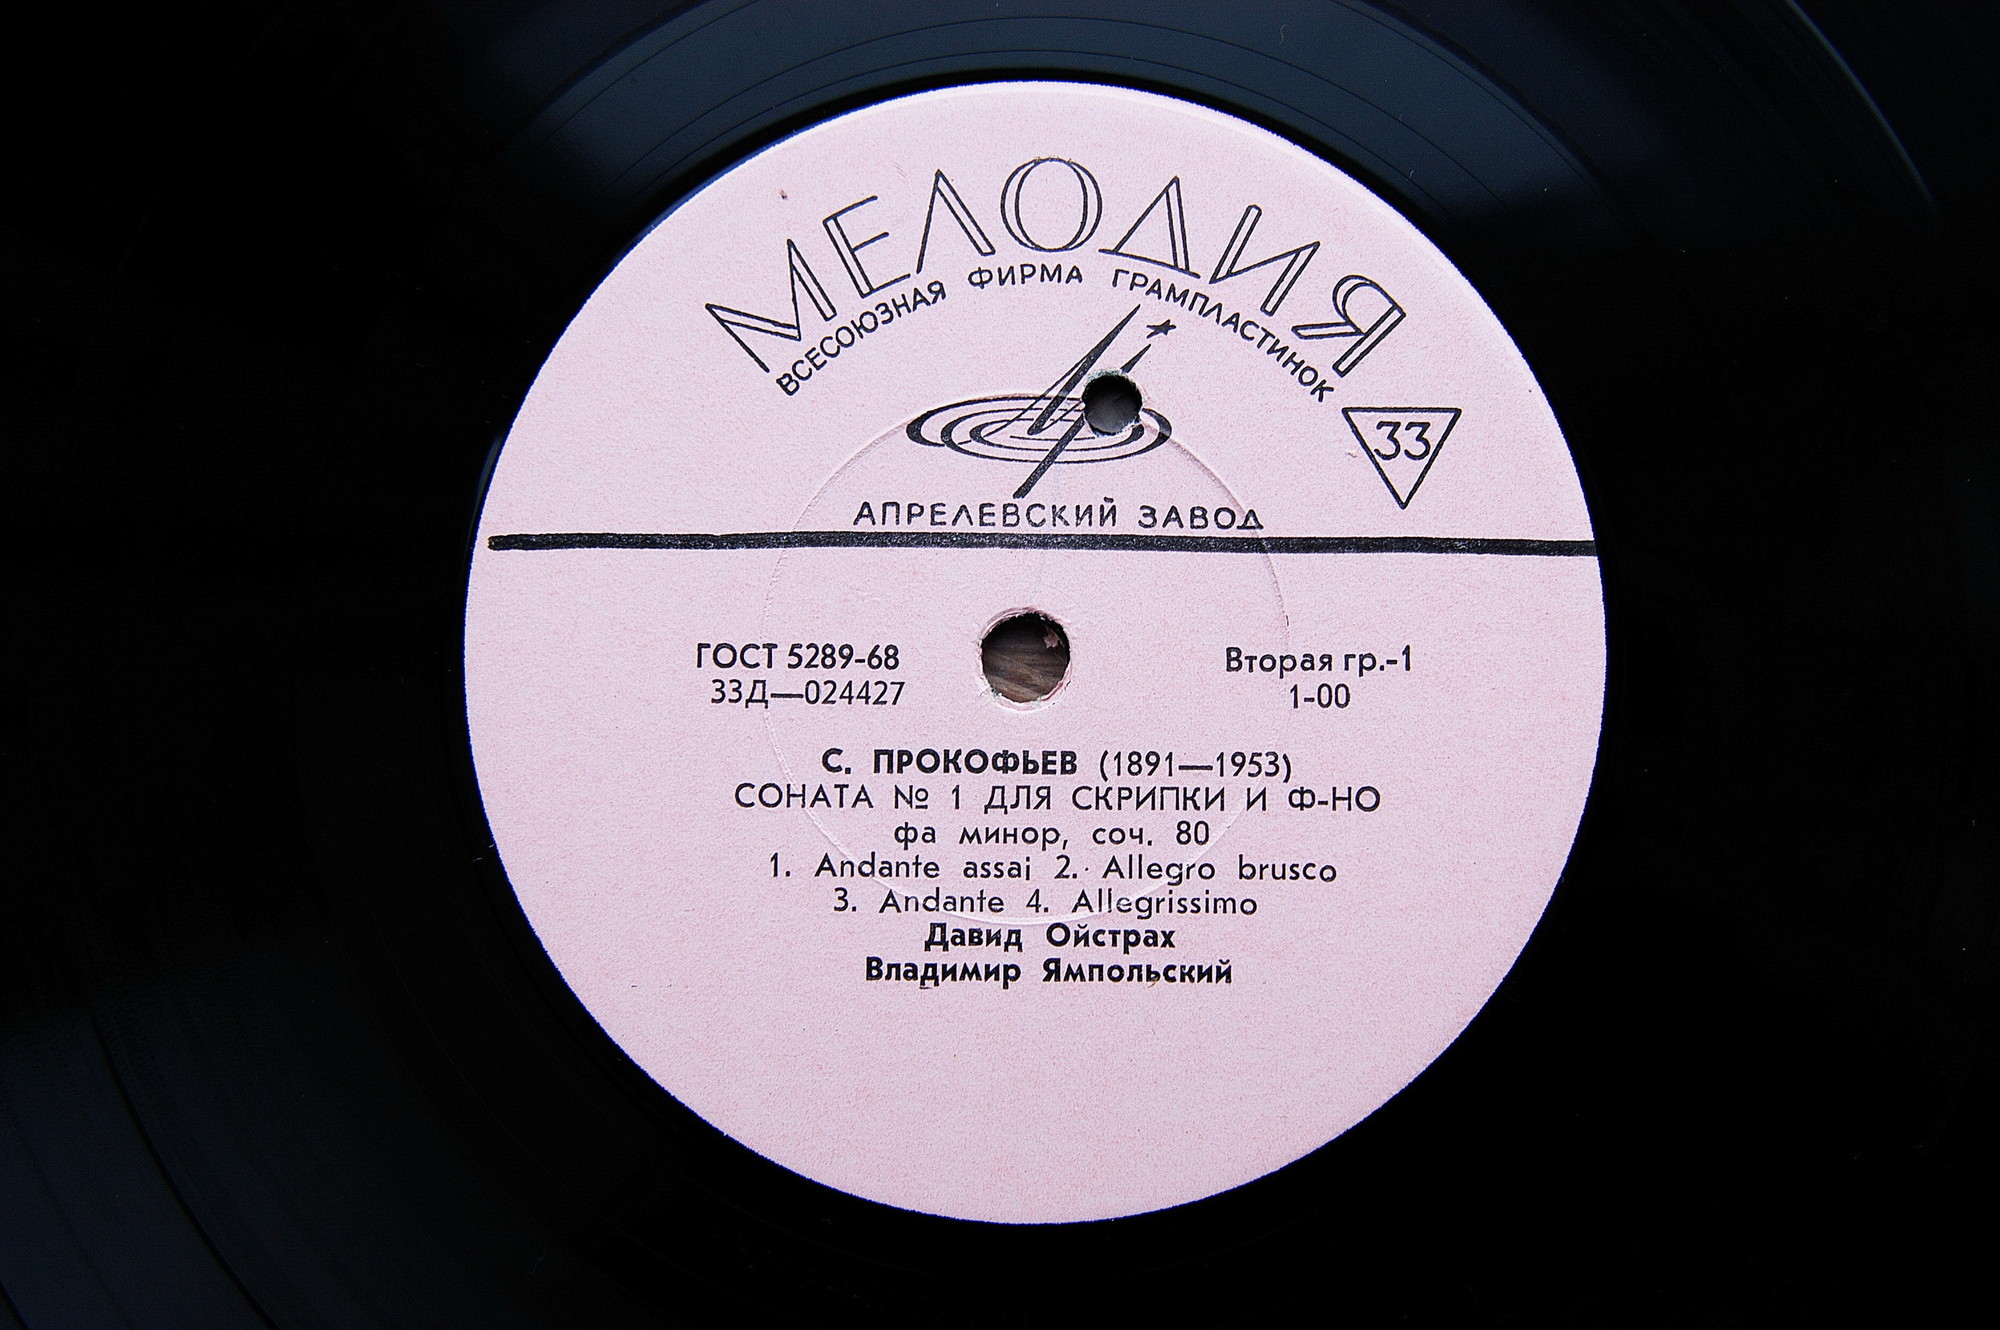 МЕЛОДИЯ
ВСЕСОЮЗНАЯ ФИРМА ГРАМПЛАСТИНОК
33
АПРЕЛЕВСКИЙ ЗАВОД
ГОСТ 5289-68 Вторая гр.-1
33Д—024427 1-00
С. ПРОКОФЬЕВ (1891—1953)
СОНАТА № 1 ДЛЯ СКРИПКИ И Ф-НО
фа минор, соч. 80
1. Andante assai 2. Allegro brusco
3. Andante 4. Allegrissimo
Давид Ойстрах
Владимир Ямпольский